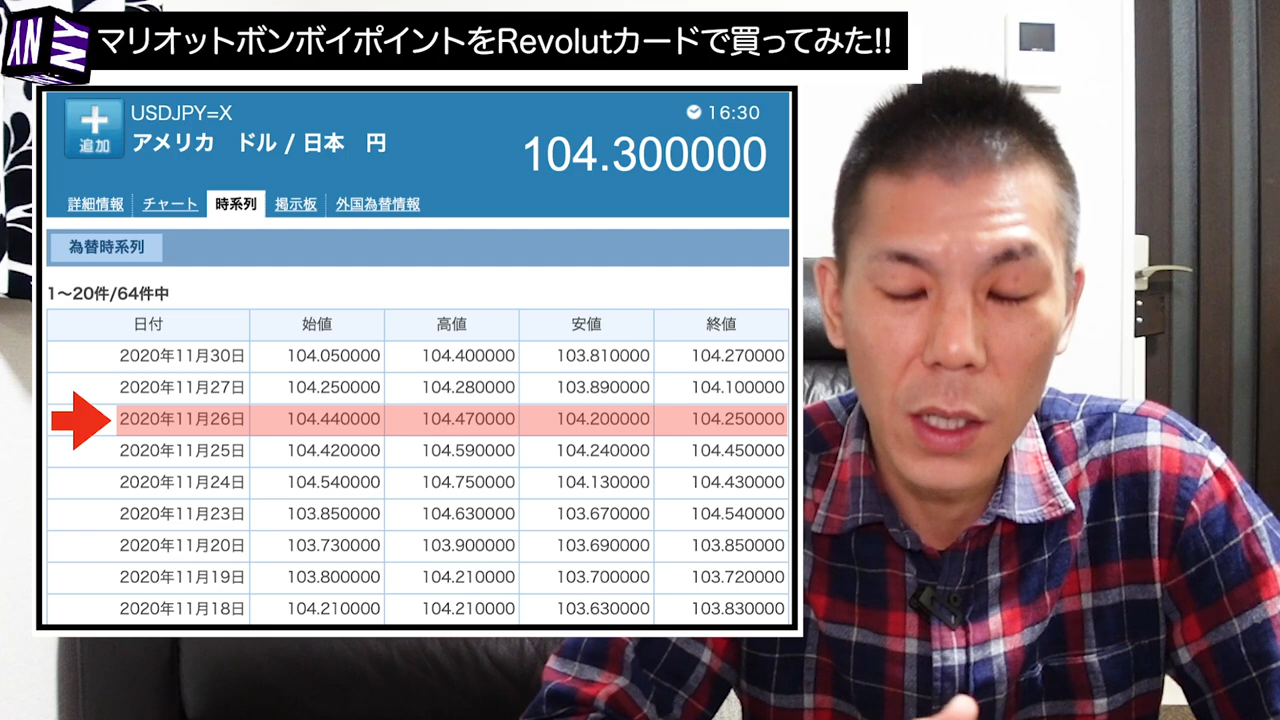 NY
NY
マリオットボンボイポイントをRevolutカードで買ってみた!!
追加
USDJPY=X
16:30
アメリカ ドル / 日本 円
104.300000
詳細情報 チャート 時系列 掲示板 外国為替情報
為替時系列
1〜20件/64件中
日付 始値 高値 安値 終値
2020年11月30日 104.050000 104.400000 103.810000 104.270000
2020年11月27日 104.250000 104.280000 103.890000 104.100000
2020年11月26日 104.440000 104.470000 104.200000 104.250000
2020年11月25日 104.420000 104.590000 104.240000 104.450000
2020年11月24日 104.540000 104.750000 104.130000 104.430000
2020年11月23日 103.850000 104.630000 103.670000 104.540000
2020年11月20日 103.730000 103.900000 103.690000 103.850000
2020年11月19日 103.800000 104.210000 103.700000 103.720000
2020年11月18日 104.210000 104.210000 103.630000 103.830000